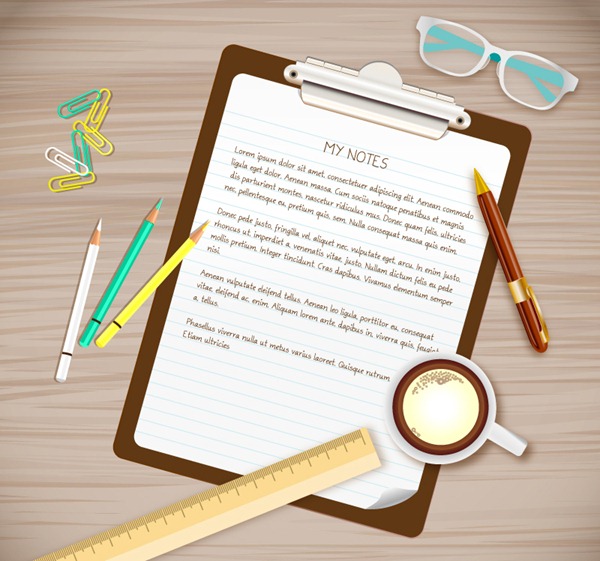 MY NOTES
Lorem ipsum dolor sit amet, consectetuer adipiscing
ligula eget dolor. Aenean massa. Cum sociis natoque penatibus et magnis
dis parturient montes, nascetur ridiculus mus. Donec quam felis, ultricies
nec, pellentesque eu, pretium quis, sem. Nulla consequat massa quis enim.
Donec pede justo, fringilla vel, aliquet nec, vulputate eget, arcu. In enim justo,
rhoncus ut, imperdiet a, venenatis vitae, justo. Nullam dictum felis eu pede
mollis pretium. Integer tincidunt. Cras dapibus. Vivamus elementum semper
nisi.
Aenean vulputate eleifend tellus. Aenean leo ligula, porttitor eu, consequat
vitae, eleifend ac, enim. Aliquam lorem ante, dapibus in, viverra quis, feugiat
a, tellus.
Phasellus viverra nulla ut metus varius laoreet. Quisque rutrum
Etiam ultricies